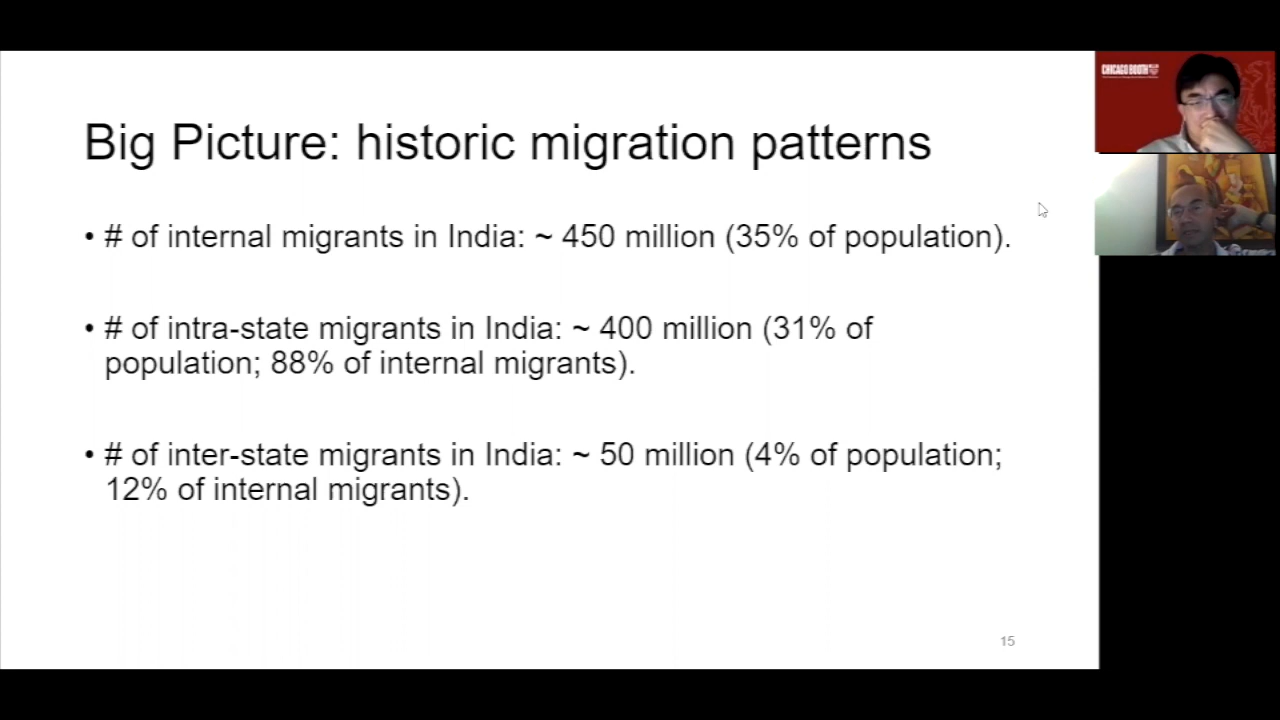 Big Picture: historic migration patterns
• # of internal migrants in India: ~ 450 million (35% of population).
• # of intra-state migrants in India: ~ 400 million (31% of
population; 88% of internal migrants).
• # of inter-state migrants in India: ~ 50 million (4% of population;
12% of internal migrants).
15
CHICAGO BOOTH